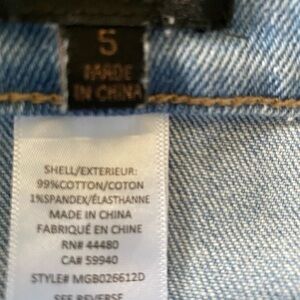 5
MADE
IN CHINA
SHELL/EXTERIEUR:
99%COTTON/COTON
1%SPANDEX/ÉLASTHANNE
MADE IN CHINA
FABRIQUÉ EN CHINE
RN# 44480
CA# 59940
STYLE# MGB026612D
SEE REVERSE